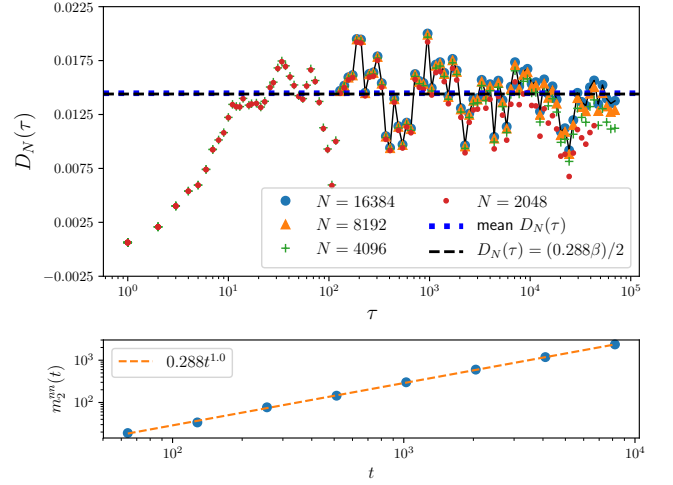 0.0225
0.0175
0.0125
0.0075
0.0025
−0.0025
D_N(τ)
10^0
10^1
10^2
10^3
10^4
10^5
τ
N = 16384
N = 8192
N = 4096
N = 2048
mean D_N(τ)
D_N(τ) = (0.288β)/2
10^3
10^2
m_2^{nn}(t)
0.288t^{1.0}
10^2
10^3
10^4
t